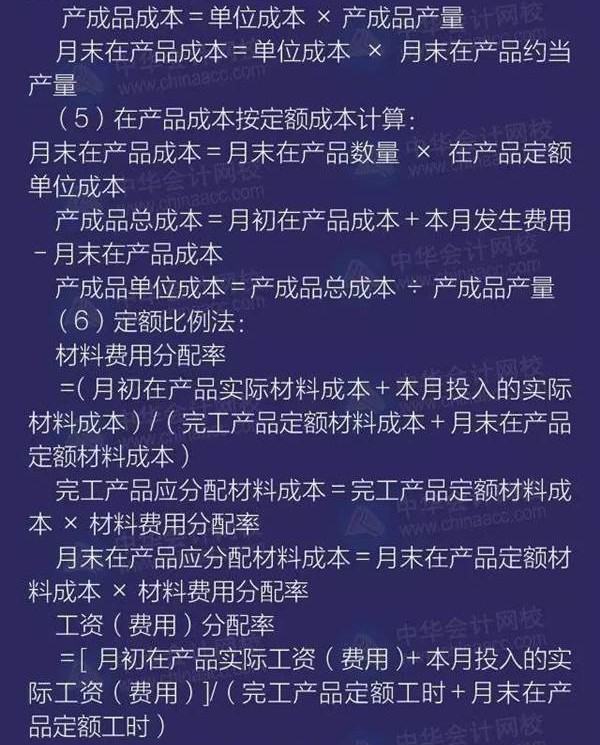 产成品成本=单位成本 × 产成品产量
月末在产品成本=单位成本 × 月末在产品约当
产量
（5）在产品成本按定额成本计算：
月末在产品成本=月末在产品数量 × 在产品定额
单位成本
产成品总成本=月初在产品成本+本月发生费用
-月末在产品成本
产成品单位成本=产成品总成本 ÷ 产成品产量
（6）定额比例法：
材料费用分配率
=(月初在产品实际材料成本+本月投入的实际
材料成本)/(完工产品定额材料成本+月末在产品
定额材料成本)
完工产品应分配材料成本=完工产品定额材料成
本 × 材料费用分配率
月末在产品应分配材料成本=月末在产品定额材
料成本 × 材料费用分配率
工资（费用）分配率
=[ 月初在产品实际工资（费用)+本月投入的实
际工资（费用）]/(完工产品定额工时+月末在产
品定额工时)
中华会计网校
www.chinaacc.com